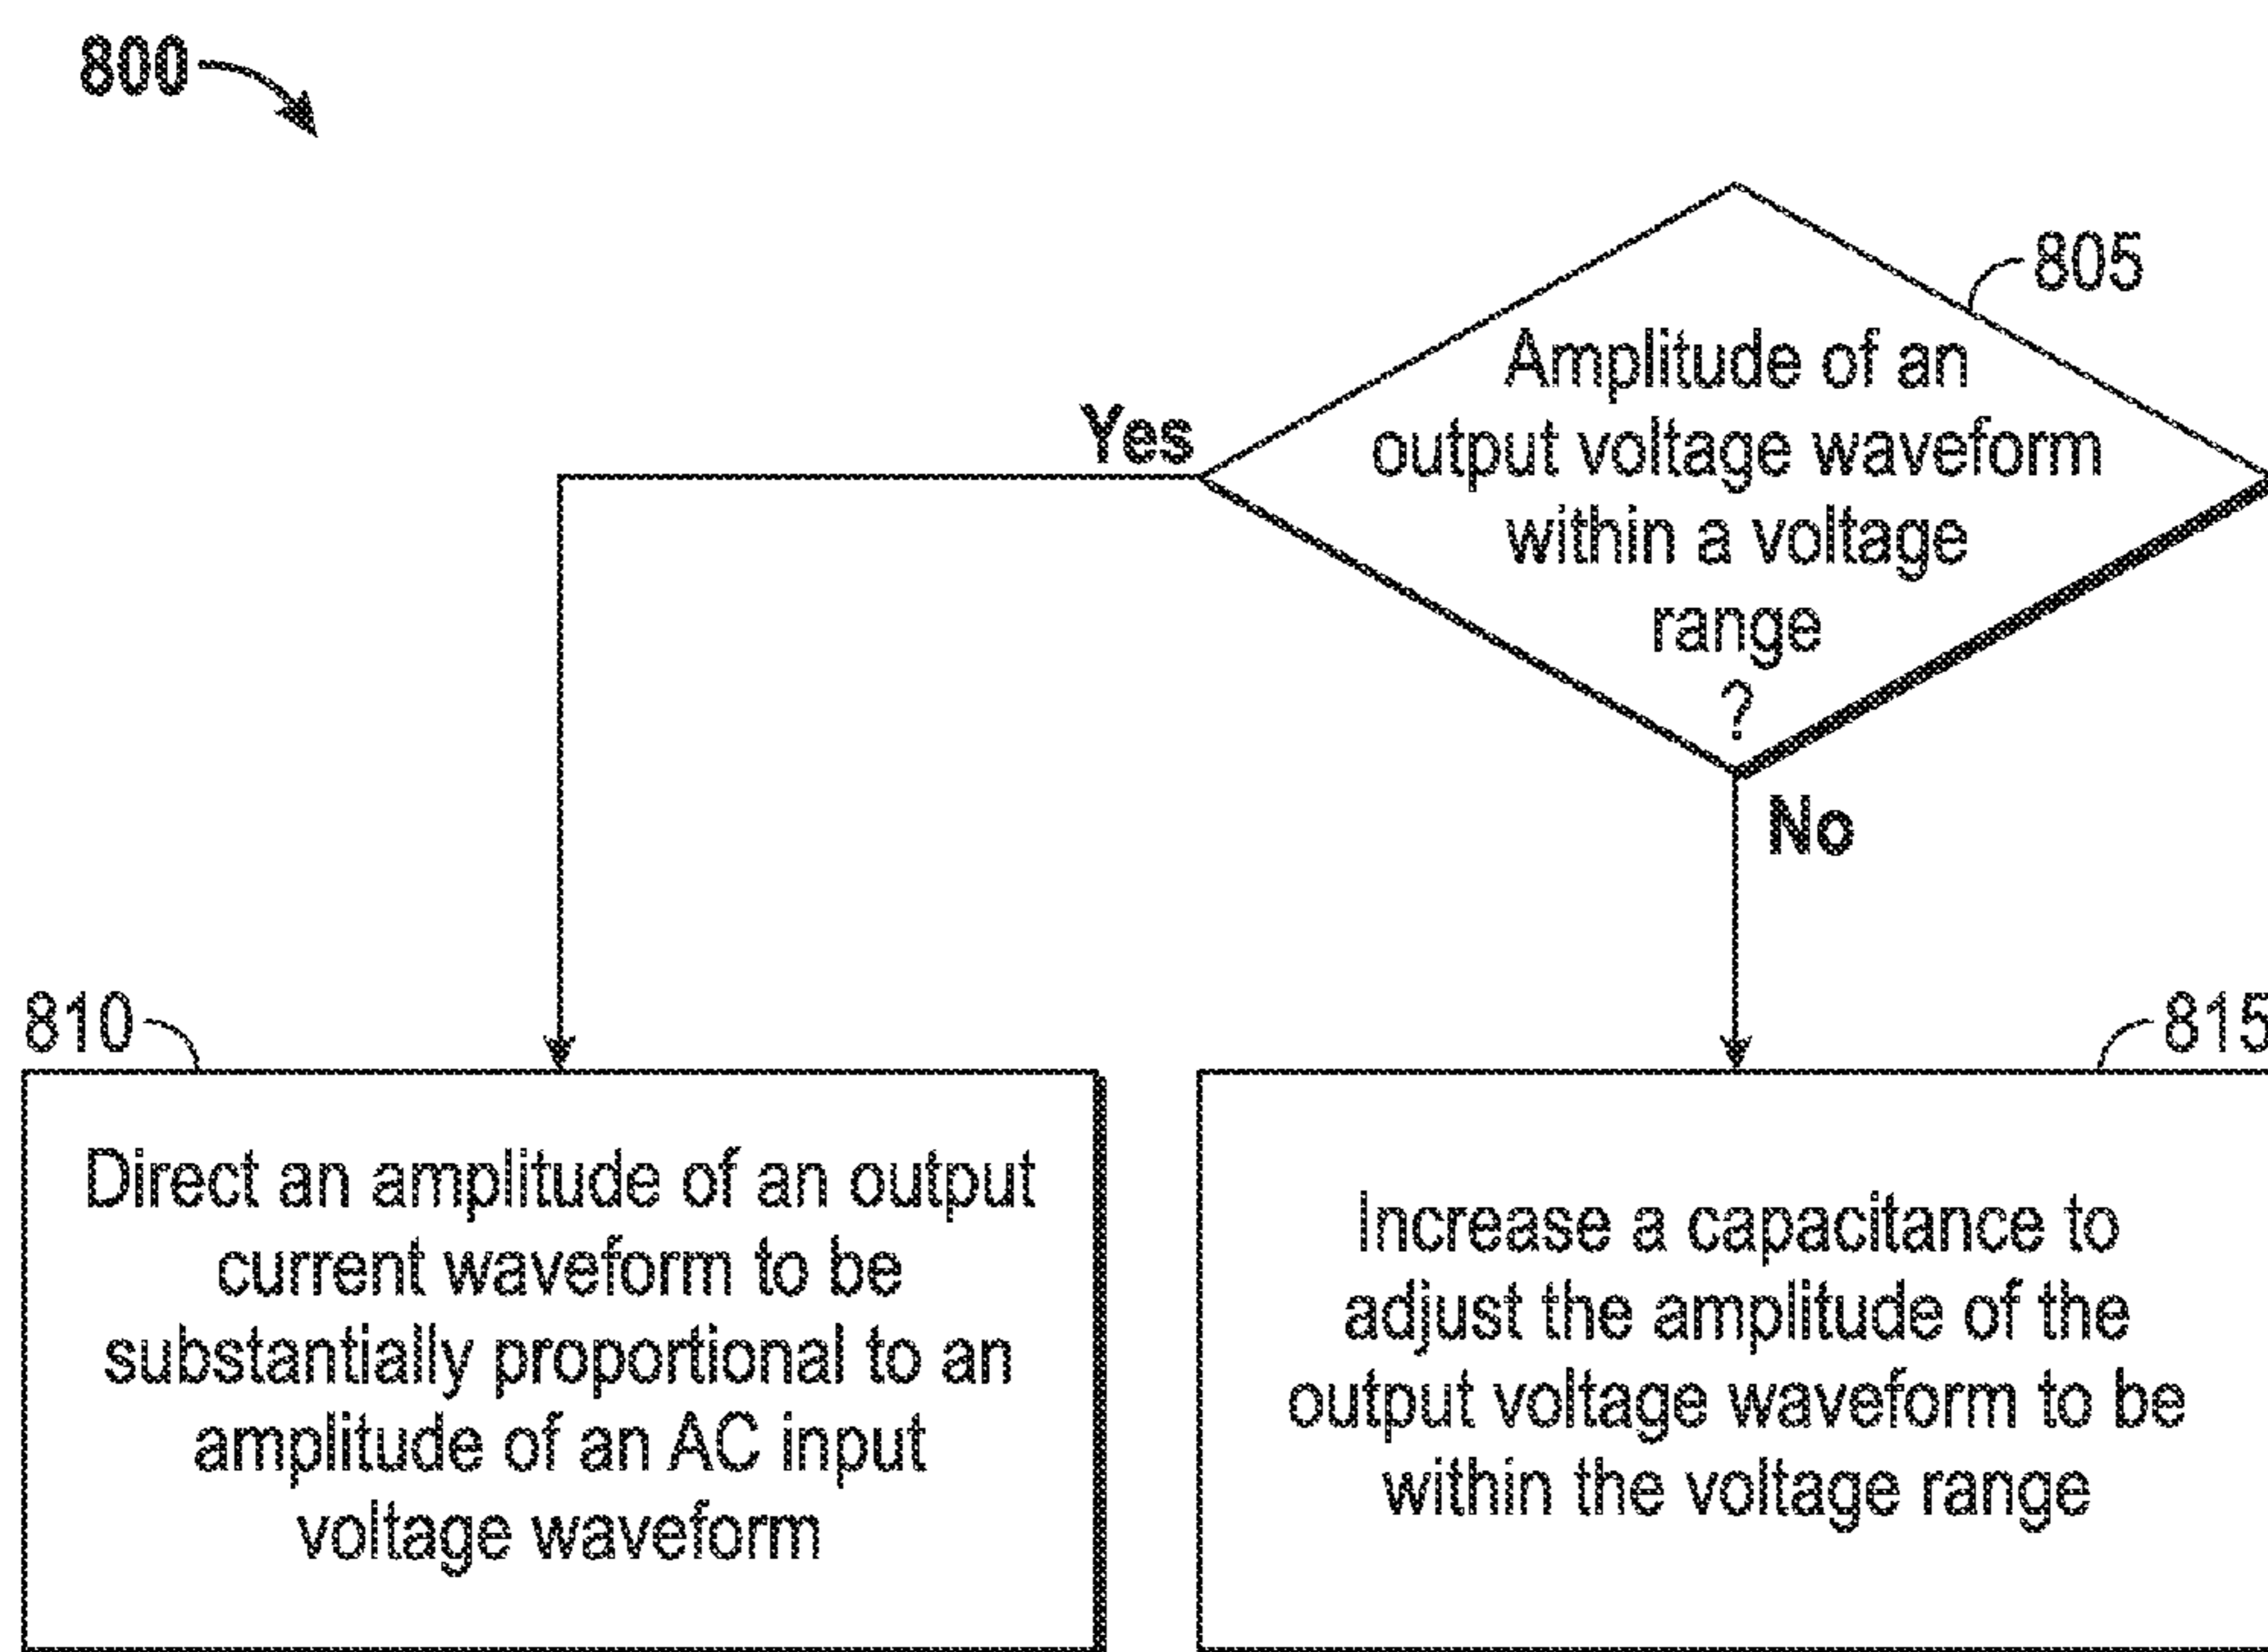 800
805
Amplitude of an
output voltage waveform
within a voltage
range
?
Yes
No
810
Direct an amplitude of an output
current waveform to be
substantially proportional to an
amplitude of an AC input
voltage waveform
815
Increase a capacitance to
adjust the amplitude of the
output voltage waveform to be
within the voltage range